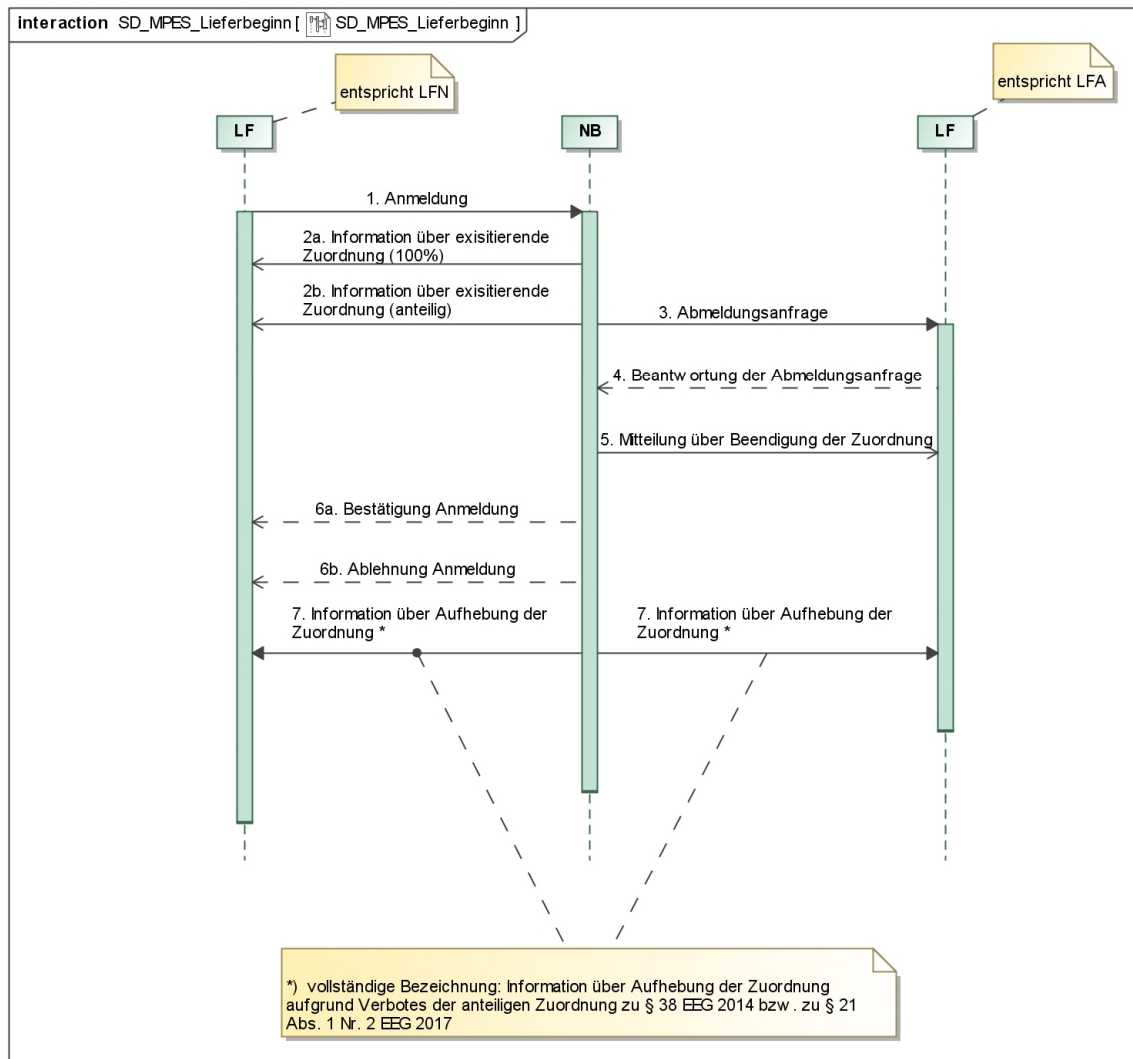 interaction SD_MPES_Lieferbeginn [ SD_MPES_Lieferbeginn ]
entspricht LFN
entspricht LFA
LF
NB
LF
1. Anmeldung
2a. Information über exisitierende
Zuordnung (100%)
2b. Information über exisitierende
Zuordnung (anteilig)
3. Abmeldungsanfrage
4. Beantwortung der Abmeldungsanfrage
5. Mitteilung über Beendigung der Zuordnung
6a. Bestätigung Anmeldung
6b. Ablehnung Anmeldung
7. Information über Aufhebung der
Zuordnung *
7. Information über Aufhebung der
Zuordnung *
*) vollständige Bezeichnung: Information über Aufhebung der Zuordnung
aufgrund Verbotes der anteiligen Zuordnung zu § 38 EEG 2014 bzw. zu § 21
Abs. 1 Nr. 2 EEG 2017